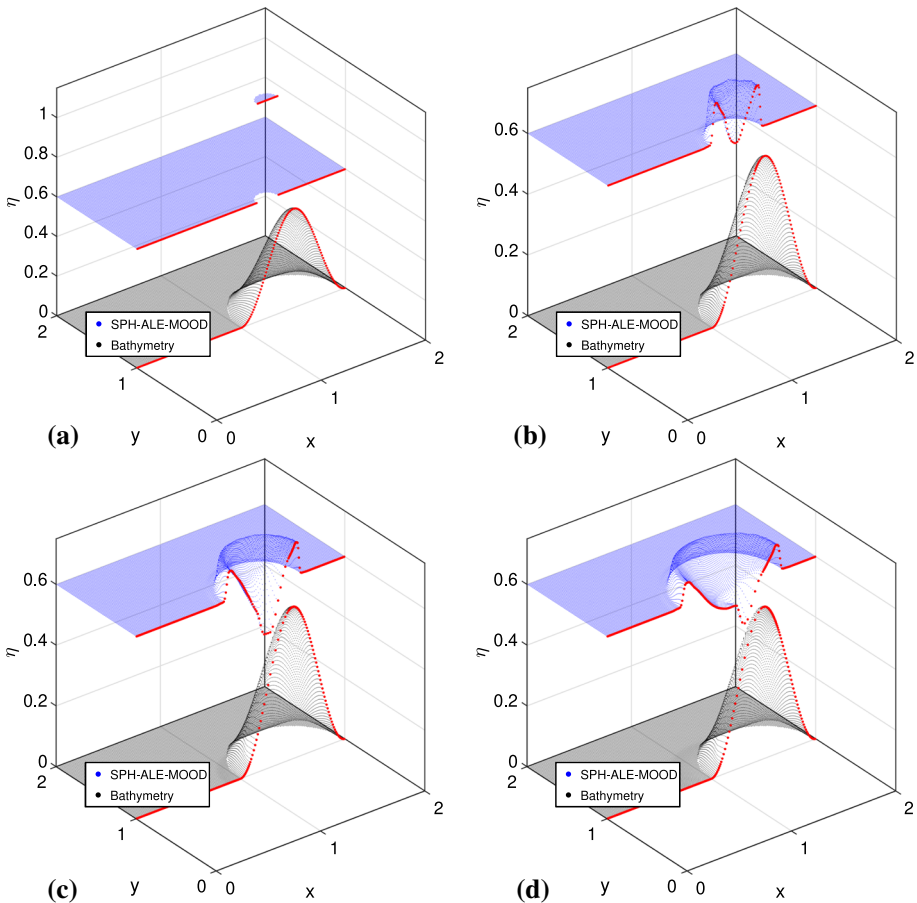 1
0.8
0.6
0.4
0.2
0
η
2
1
0
y
0
1
2
x
SPH-ALE-MOOD
Bathymetry
(a)
0.6
0.4
0.2
0
η
2
1
0
y
0
1
2
x
SPH-ALE-MOOD
Bathymetry
(b)
0.6
0.4
0.2
0
η
2
1
0
y
0
1
2
x
SPH-ALE-MOOD
Bathymetry
(c)
0.6
0.4
0.2
0
η
2
1
0
y
0
1
2
x
SPH-ALE-MOOD
Bathymetry
(d)